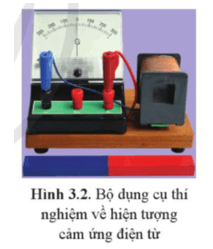 Hình 3.2. Bộ dụng cụ thí
nghiệm về hiện tượng
cảm ứng điện từ